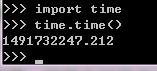 >>> import time
>>> time.time()
1491732247.212
>>>